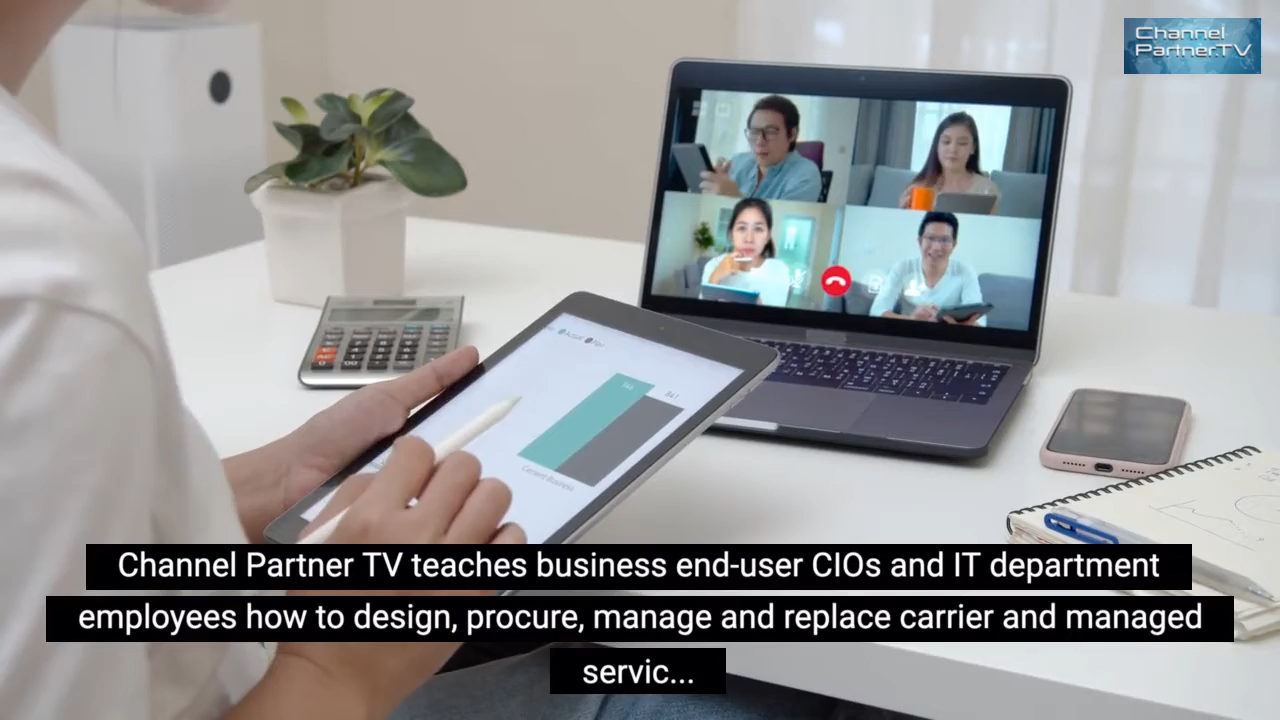 Channel
Partner.TV
Channel Partner TV teaches business end-user CIOs and IT department
employees how to design, procure, manage and replace carrier and managed
servic...